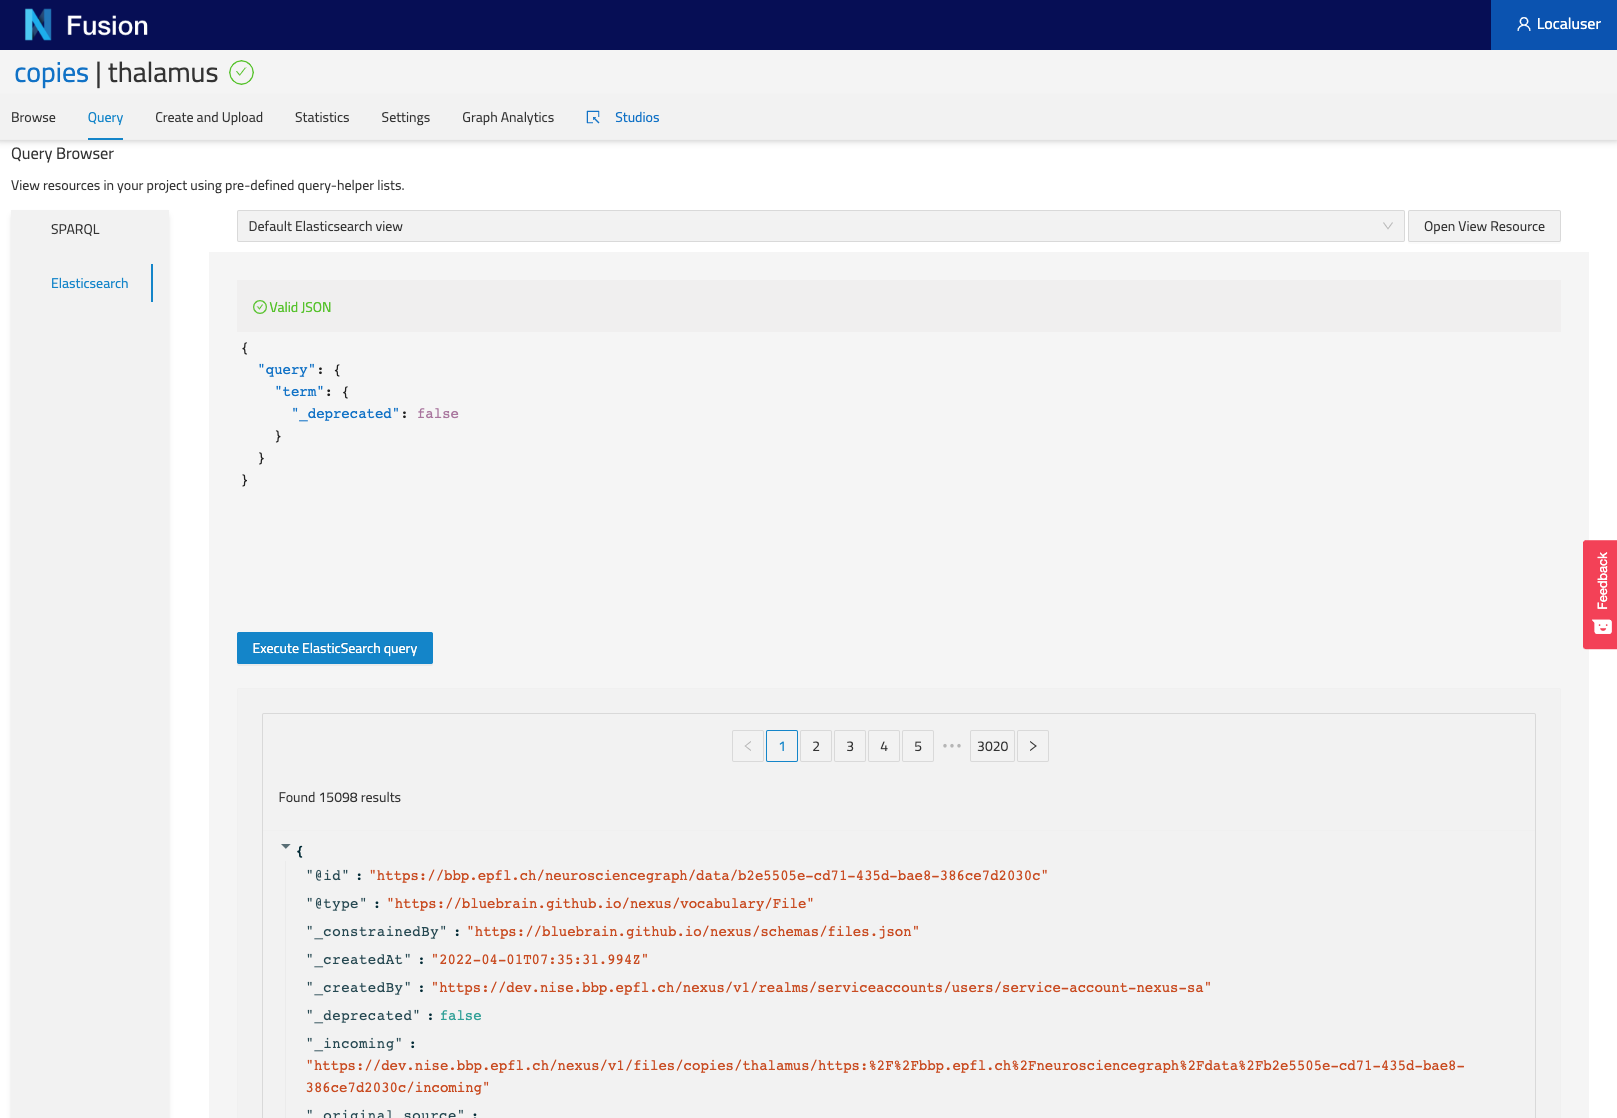 Fusion
Localuser
copies | thalamus
Browse Query Create and Upload Statistics Settings Graph Analytics Studios
Query Browser
View resources in your project using pre-defined query-helper lists.
SPARQL
Elasticsearch
Default Elasticsearch view
Open View Resource
Valid JSON
{
"query": {
"term": {
"_deprecated": false
}
}
}
Feedback
Execute ElasticSearch query
< 1 2 3 4 5 ••• 3020 >
Found 15098 results
{
"@id" : "https://bbp.epfl.ch/neurosciencegraph/data/b2e5505e-cd71-435d-bae8-386ce7d2030c"
"@type" : "https://bluebrain.github.io/nexus/vocabulary/File"
"_constrainedBy" : "https://bluebrain.github.io/nexus/schemas/files.json"
"_createdAt" : "2022-04-01T07:35:31.994Z"
"_createdBy" : "https://dev.nise.bbp.epfl.ch/nexus/v1/realms/serviceaccounts/users/service-account-nexus-sa"
"_deprecated" : false
"_incoming" :
"https://dev.nise.bbp.epfl.ch/nexus/v1/files/copies/thalamus/https:%2F%2Fbbp.epfl.ch%2Fneurosciencegraph%2Fdata%2Fb2e5505e-cd71-435d-bae8-
386ce7d2030c/incoming"
"_original_source" :